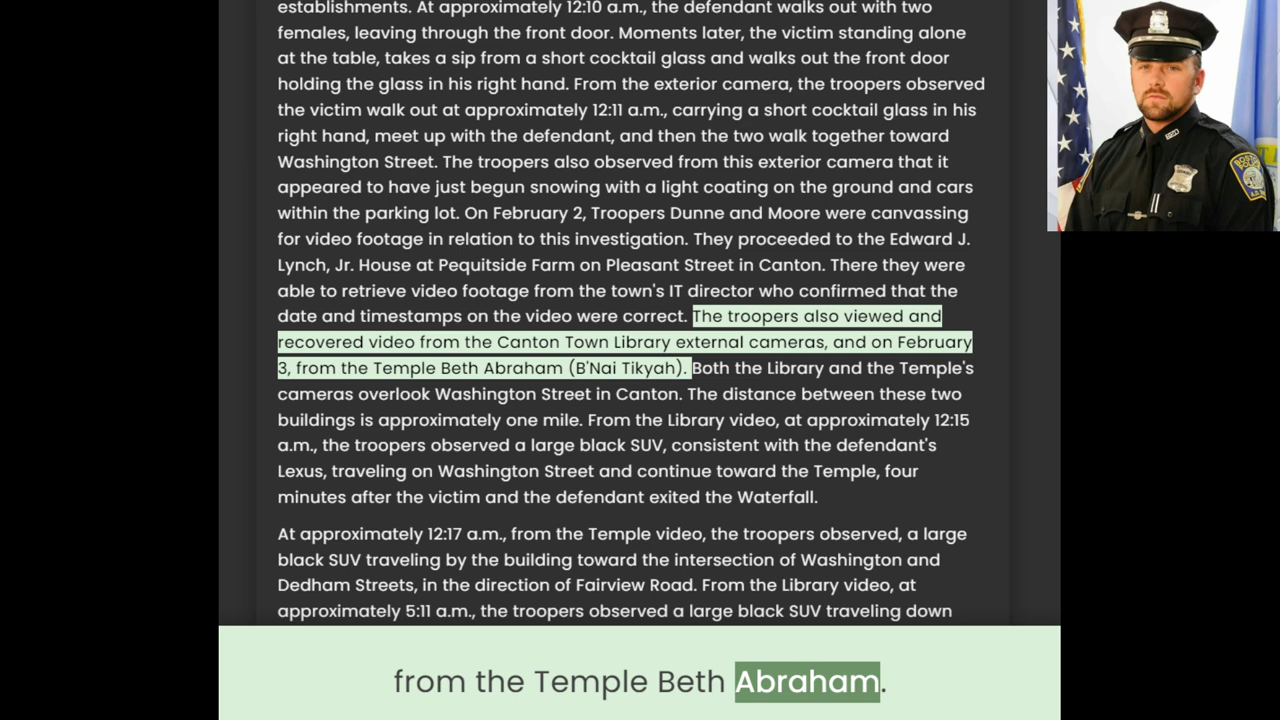 establishments. At approximately 12:10 a.m., the defendant walks out with two
females, leaving through the front door. Moments later, the victim standing alone
at the table, takes a sip from a short cocktail glass and walks out the front door
holding the glass in his right hand. From the exterior camera, the troopers observed
the victim walk out at approximately 12:11 a.m., carrying a short cocktail glass in his
right hand, meet up with the defendant, and then the two walk together toward
Washington Street. The troopers also observed from this exterior camera that it
appeared to have just begun snowing with a light coating on the ground and cars
within the parking lot. On February 2, Troopers Dunne and Moore were canvassing
for video footage in relation to this investigation. They proceeded to the Edward J.
Lynch, Jr. House at Pequitside Farm on Pleasant Street in Canton. There they were
able to retrieve video footage from the town's IT director who confirmed that the
date and timestamps on the video were correct. The troopers also viewed and
recovered video from the Canton Town Library external cameras, and on February
3, from the Temple Beth Abraham (B'Nai Tikyah). Both the Library and the Temple's
cameras overlook Washington Street in Canton. The distance between these two
buildings is approximately one mile. From the Library video, at approximately 12:15
a.m., the troopers observed a large black SUV, consistent with the defendant's
Lexus, traveling on Washington Street and continue toward the Temple, four
minutes after the victim and the defendant exited the Waterfall.
At approximately 12:17 a.m., from the Temple video, the troopers observed, a large
black SUV traveling by the building toward the intersection of Washington and
Dedham Streets, in the direction of Fairview Road. From the Library video, at
approximately 5:11 a.m., the troopers observed a large black SUV traveling down
from the Temple Beth Abraham.